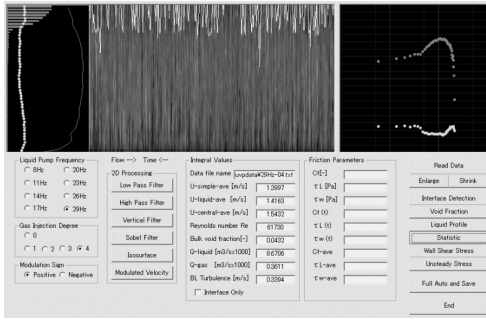 Liquid Pump Frequency
8Hz 20Hz
11Hz 23Hz
14Hz 26Hz
17Hz 29Hz
Gas Injection Degree
0
1 2 3 4
Modulation Sign
Positive Negative
Flow --> Time <--
2D Processing
Low Pass Filter
High Pass Filter
Vertical Filter
Sobel Filter
Isosurface
Modulated Velocity
Integral Values
Data file name uvpdata¥29Hz-04.txt
U-simple-ave [m/s] 1.3997
U-liquid-ave [m/s] 1.4163
U-central-ave [m/s] 1.5432
Reynolds number Re 61730
Bulk void fraction[-] 0.0432
Q-liquid [m3/sx1000] 8.6706
Q-gas [m3/sx1000] 0.3611
BL Turbulence [m/s] 0.3394
Interface Only
Friction Parameters
Cf[-]
τL [Pa]
τw [Pa]
Cf (t)
τL (t)
τw (t)
Cf-ave
τL-ave
τw-ave
Read Data
Enlarge Shrink
Interface Detection
Void Fraction
Liquid Profile
Statistic
Wall Shear Stress
Unsteady Stress
Full Auto and Save
End